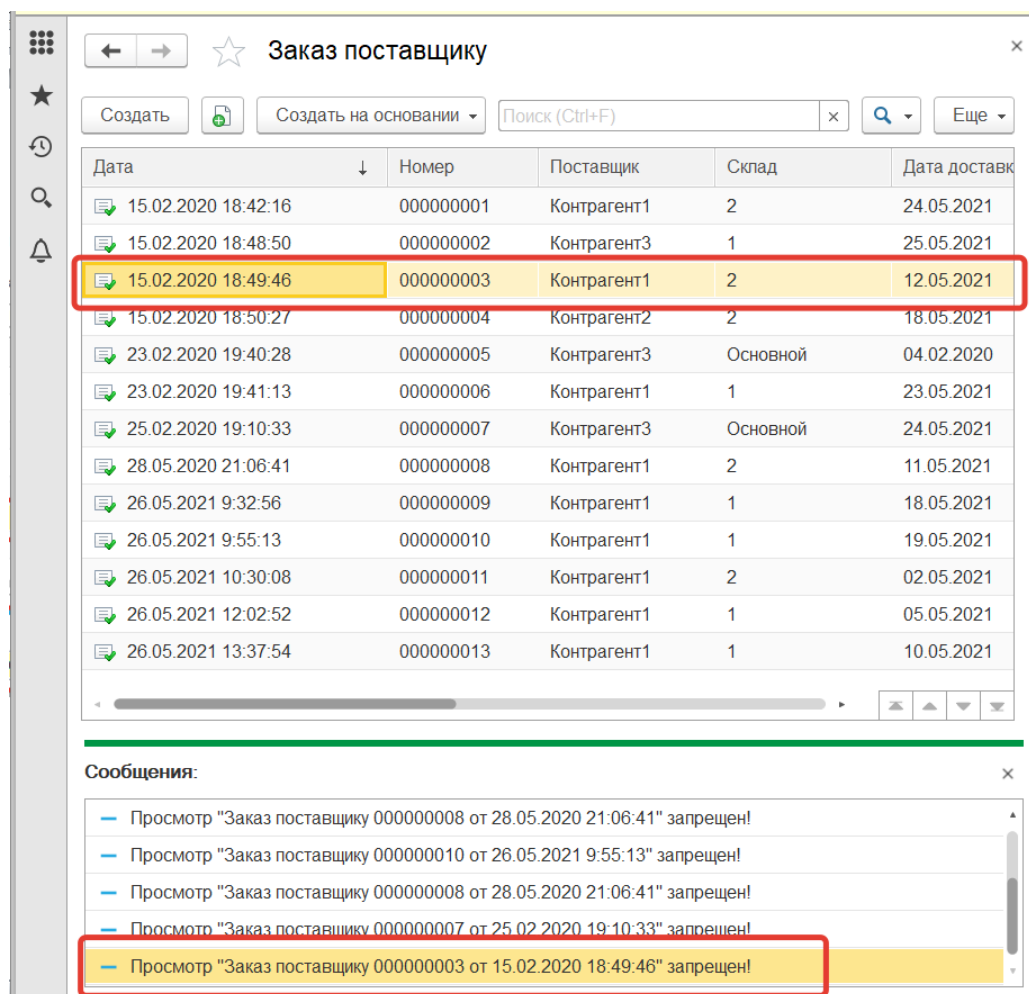 Заказ поставщику
Создать Создать на основании Поиск (Ctrl+F) × Еще
Дата ↓ Номер Поставщик Склад Дата доставк
15.02.2020 18:42:16 000000001 Контрагент1 2 24.05.2021
15.02.2020 18:48:50 000000002 Контрагент3 1 25.05.2021
15.02.2020 18:49:46 000000003 Контрагент1 2 12.05.2021
15.02.2020 18:50:27 000000004 Контрагент2 2 18.05.2021
23.02.2020 19:40:28 000000005 Контрагент3 Основной 04.02.2020
23.02.2020 19:41:13 000000006 Контрагент1 1 23.05.2021
25.02.2020 19:10:33 000000007 Контрагент3 Основной 24.05.2021
28.05.2020 21:06:41 000000008 Контрагент1 2 11.05.2021
26.05.2021 9:32:56 000000009 Контрагент1 1 18.05.2021
26.05.2021 9:55:13 000000010 Контрагент1 1 19.05.2021
26.05.2021 10:30:08 000000011 Контрагент1 2 02.05.2021
26.05.2021 12:02:52 000000012 Контрагент1 1 05.05.2021
26.05.2021 13:37:54 000000013 Контрагент1 1 10.05.2021
Сообщения:
Просмотр "Заказ поставщику 000000008 от 28.05.2020 21:06:41" запрещен!
Просмотр "Заказ поставщику 000000010 от 26.05.2021 9:55:13" запрещен!
Просмотр "Заказ поставщику 000000008 от 28.05.2020 21:06:41" запрещен!
Просмотр "Заказ поставщику 000000007 от 25.02.2020 19:10:33" запрещен!
Просмотр "Заказ поставщику 000000003 от 15.02.2020 18:49:46" запрещен!